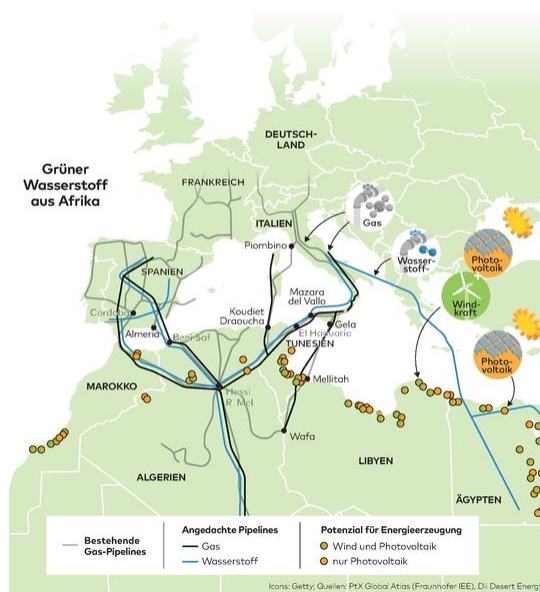 DEUTSCH-
LAND
Grüner
Wasserstoff
aus Afrika
FRANKREICH
Gas
ITALIEN
Piombino
Wasser-
stoff-
Photo-
voltaik
SPANIEN
Wind-
kraft
Mazara
del Vallo
Cordoba
Koudiet
Draoucha
Almeria
Beni Saf
Gela
El Haouaria
TUNESIEN
Photo-
voltaik
MAROKKO
Mellitah
Hassi
R´Mel
Wafa
LIBYEN
ALGERIEN
ÄGYPTEN
Bestehende
Gas-Pipelines
Angedachte Pipelines
Gas
Wasserstoff
Potenzial für Energieerzeugung
Wind und Photovoltaik
nur Photovoltaik
Icons: Getty; Quellen: PtX Global Atlas (Fraunhofer IEE), Dii Desert Energy